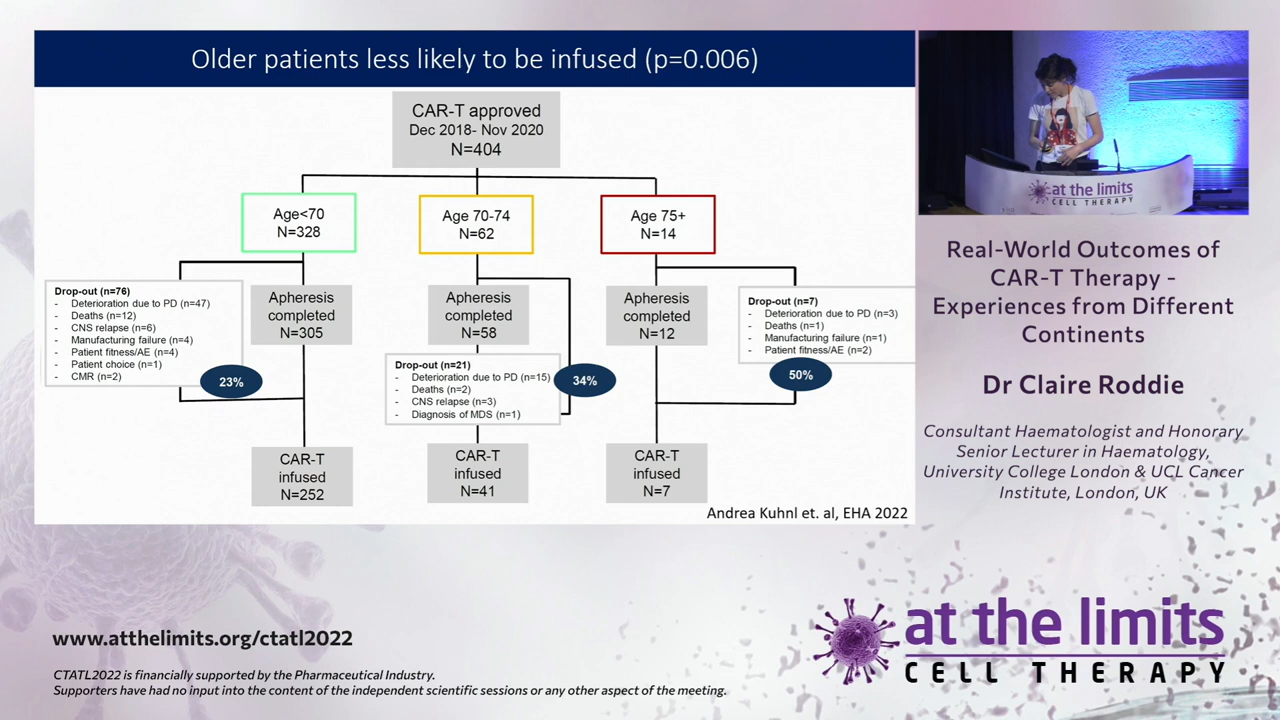 Older patients less likely to be infused (p=0.006)
CAR-T approved
Dec 2018- Nov 2020
N=404
Age<70
N=328
Age 70-74
N=62
Age 75+
N=14
Drop-out (n=76)
- Deterioration due to PD (n=47)
- Deaths (n=12)
- CNS relapse (n=6)
- Manufacturing failure (n=4)
- Patient fitness/AE (n=4)
- Patient choice (n=1)
- CMR (n=2)
23%
Apheresis
completed
N=305
Apheresis
completed
N=58
Drop-out (n=21)
- Deterioration due to PD (n=15)
- Deaths (n=2)
- CNS relapse (n=3)
- Diagnosis of MDS (n=1)
34%
Apheresis
completed
N=12
Drop-out (n=7)
- Deterioration due to PD (n=3)
- Deaths (n=1)
- Manufacturing failure (n=1)
- Patient fitness/AE (n=2)
50%
CAR-T
infused
N=252
CAR-T
infused
N=41
CAR-T
infused
N=7
Andrea Kuhnl et. al, EHA 2022
at the limits
CELL THERAPY
Real-World Outcomes of
CAR-T Therapy -
Experiences from Different
Continents
Dr Claire Roddie
Consultant Haematologist and Honorary
Senior Lecturer in Haematology,
University College London & UCL Cancer
Institute, London, UK
www.atthelimits.org/ctatl2022
CTATL2022 is financially supported by the Pharmaceutical Industry.
Supporters have had no input into the content of the independent scientific sessions or any other aspect of the meeting.
at the limits
CELL THERAPY